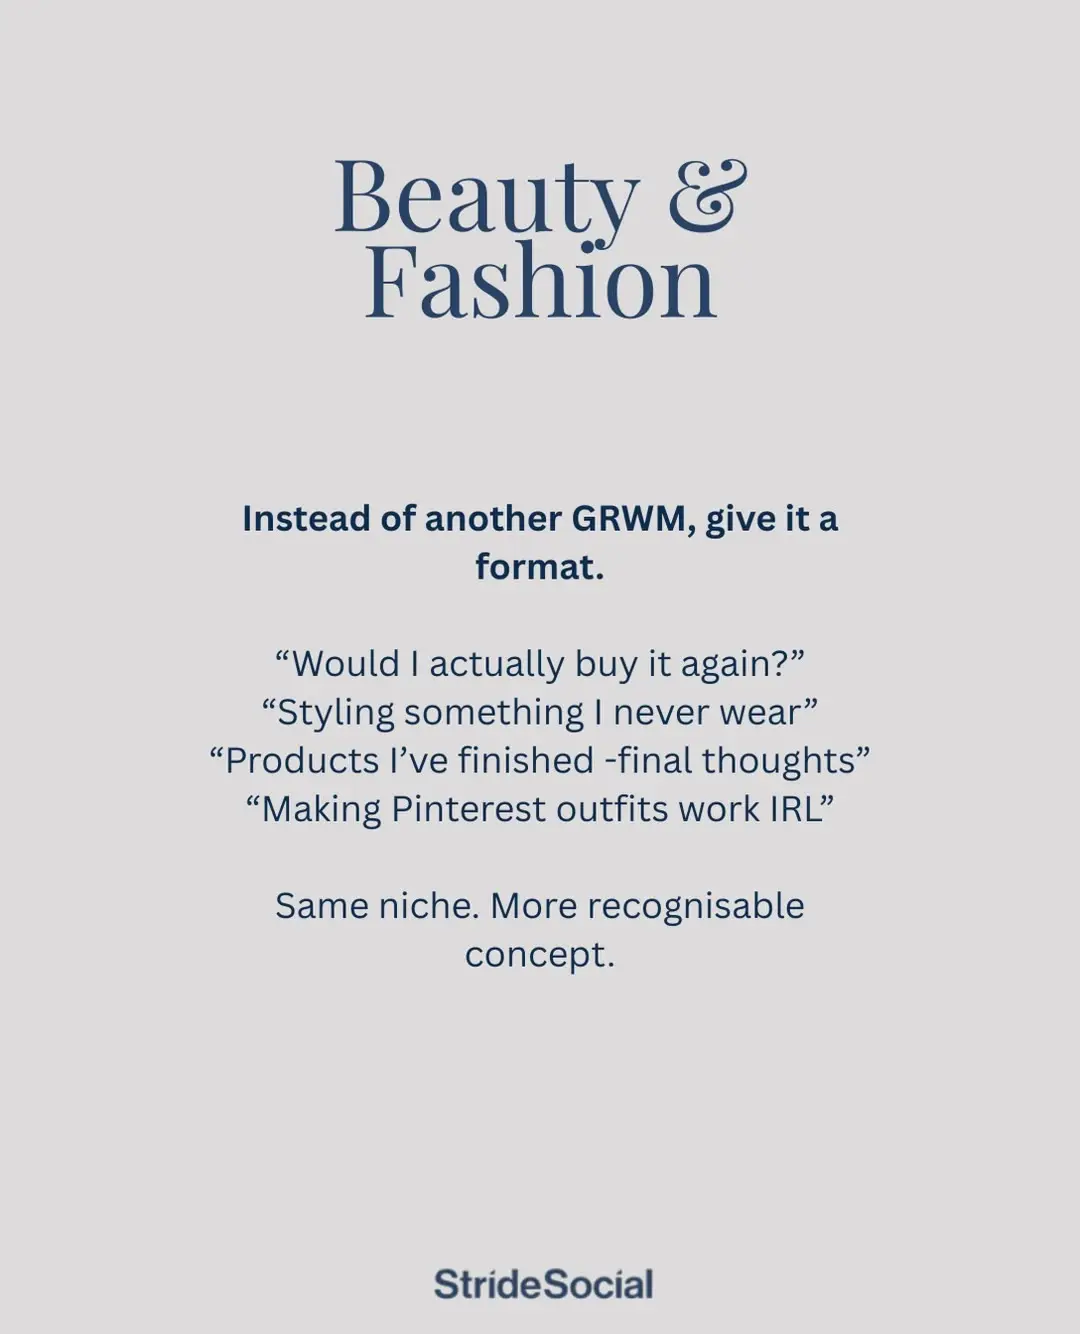 Beauty &
Fashion
Instead of another GRWM, give it a
format.
“Would I actually buy it again?”
“Styling something I never wear”
“Products I’ve finished -final thoughts”
“Making Pinterest outfits work IRL”
Same niche. More recognisable
concept.
StrideSocial